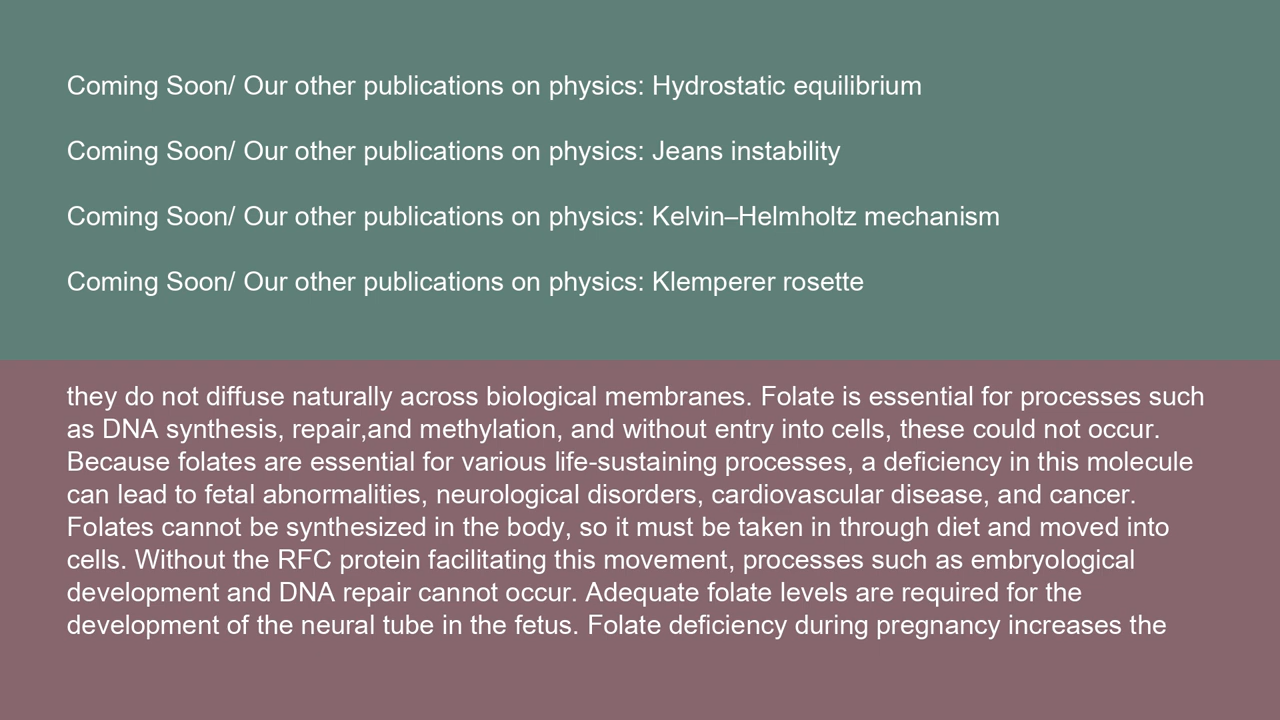 Coming Soon/ Our other publications on physics: Hydrostatic equilibrium
Coming Soon/ Our other publications on physics: Jeans instability
Coming Soon/ Our other publications on physics: Kelvin–Helmholtz mechanism
Coming Soon/ Our other publications on physics: Klemperer rosette
they do not diffuse naturally across biological membranes. Folate is essential for processes such
as DNA synthesis, repair,and methylation, and without entry into cells, these could not occur.
Because folates are essential for various life-sustaining processes, a deficiency in this molecule
can lead to fetal abnormalities, neurological disorders, cardiovascular disease, and cancer.
Folates cannot be synthesized in the body, so it must be taken in through diet and moved into
cells. Without the RFC protein facilitating this movement, processes such as embryological
development and DNA repair cannot occur. Adequate folate levels are required for the
development of the neural tube in the fetus. Folate deficiency during pregnancy increases the